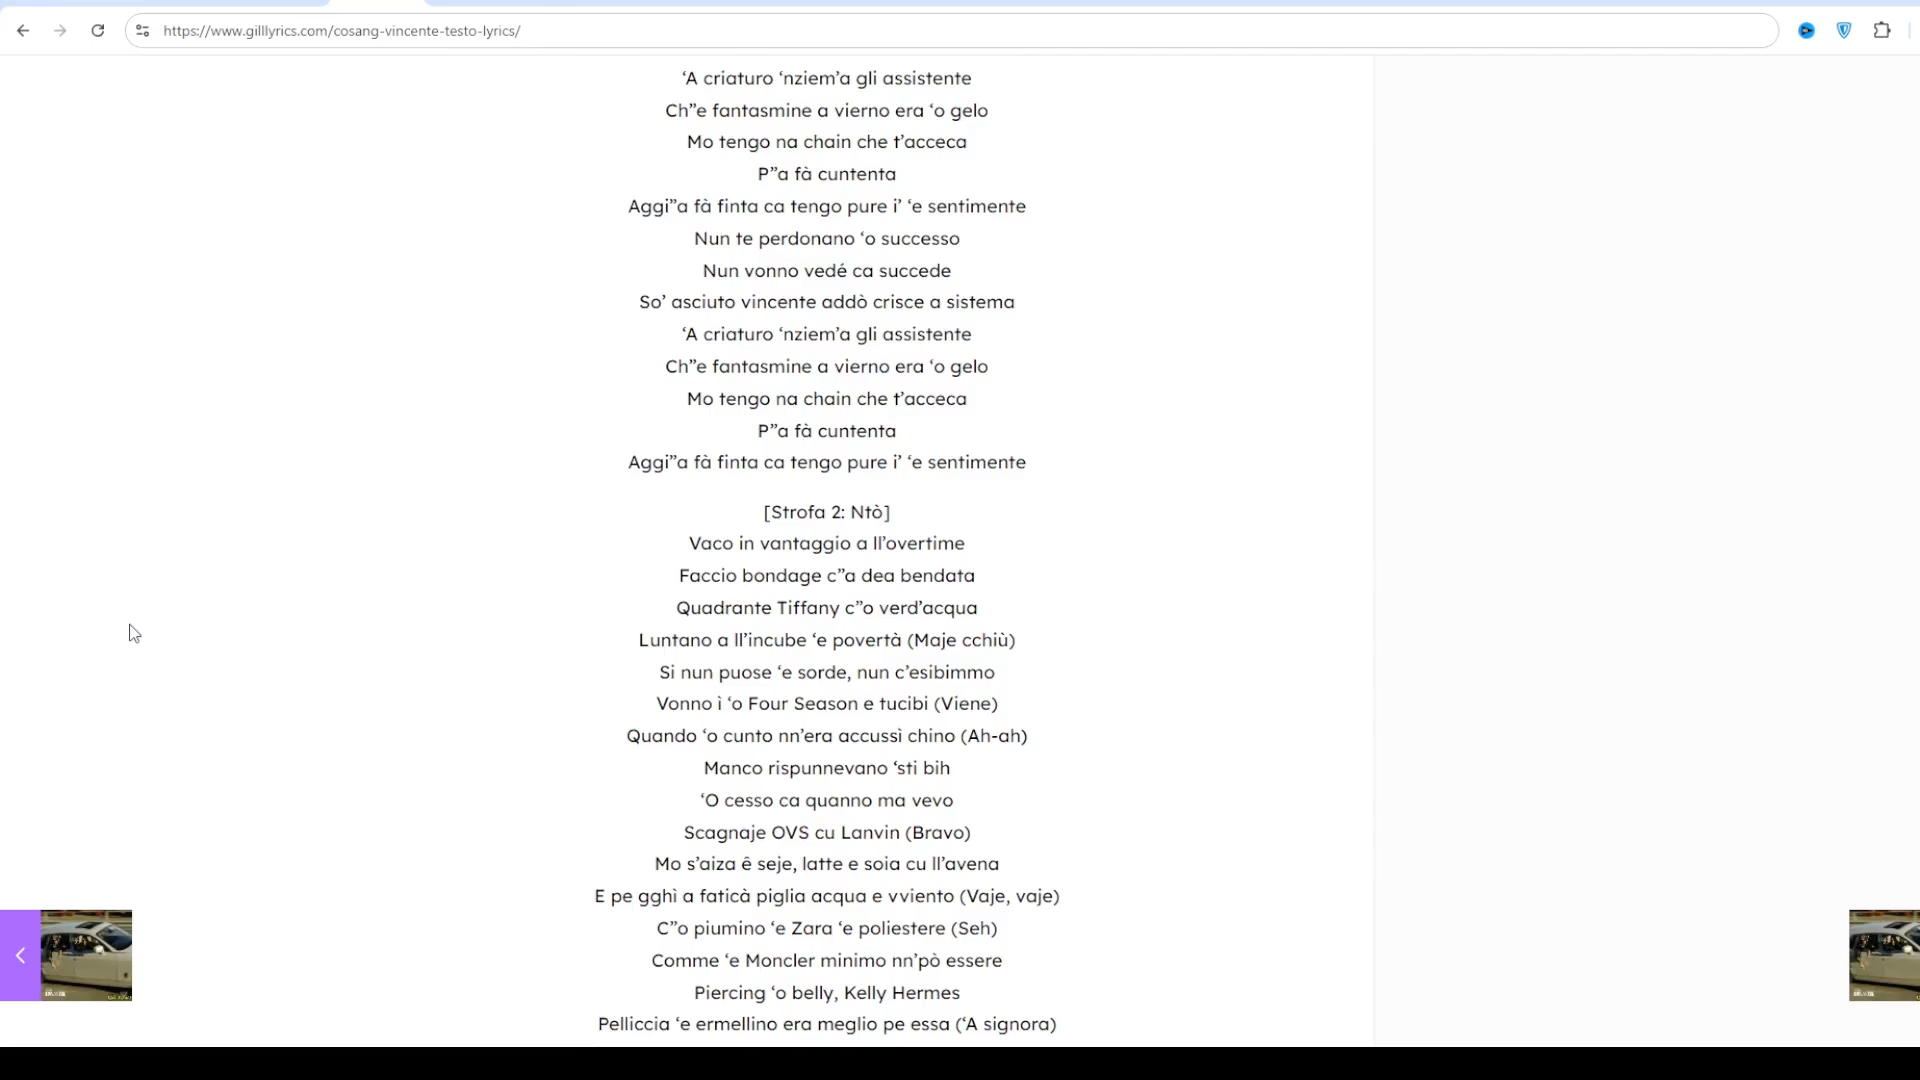 https://www.gilllyrics.com/cosang-vincente-testo-lyrics/
‘A criaturo ‘nziem’a gli assistente
Ch”e fantasmine a vierno era ‘o gelo
Mo tengo na chain che t’acceca
P”a fà cuntenta
Aggi”a fà finta ca tengo pure i’ ‘e sentimente
Nun te perdonano ‘o successo
Nun vonno vedé ca succede
So’ asciuto vincente addò crisce a sistema
‘A criaturo ‘nziem’a gli assistente
Ch”e fantasmine a vierno era ‘o gelo
Mo tengo na chain che t’acceca
P”a fà cuntenta
Aggi”a fà finta ca tengo pure i’ ‘e sentimente
[Strofa 2: Ntò]
Vaco in vantaggio a ll’overtime
Faccio bondage c”a dea bendata
Quadrante Tiffany c”o verd’acqua
Luntano a ll’incube ‘e povertà (Maje cchiù)
Si nun puose ‘e sorde, nun c’esibimmo
Vonno ì ‘o Four Season e tucibi (Viene)
Quando ‘o cunto nn’era accussì chino (Ah-ah)
Manco rispunnevano ‘sti bih
‘O cesso ca quanno ma vevo
Scagnaje OVS cu Lanvin (Bravo)
Mo s’aiza ê seje, latte e soia cu ll’avena
E pe gghì a faticà piglia acqua e vviento (Vaje, vaje)
C”o piumino ‘e Zara ‘e poliestere (Seh)
Comme ‘e Moncler minimo nn’pò essere
Piercing ‘o belly, Kelly Hermes
Pelliccia ‘e ermellino era meglio pe essa (‘A signora)